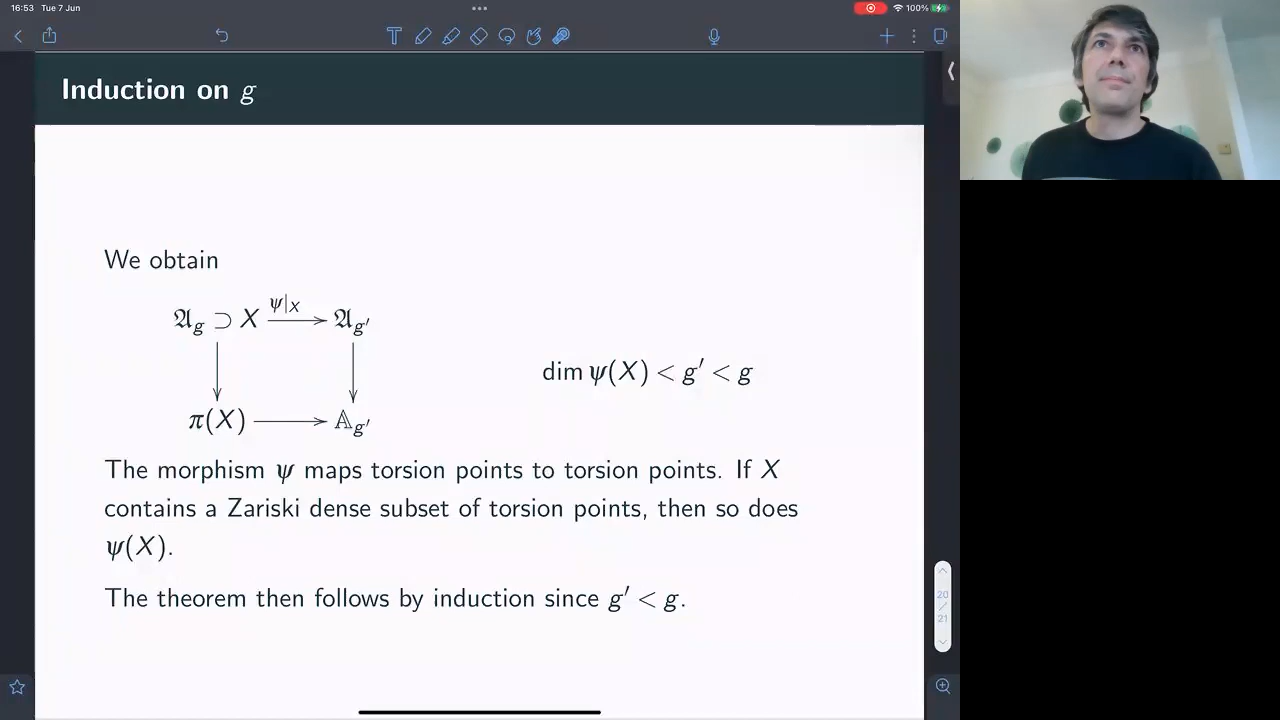 16:53 Tue 7 Jun
100%
Induction on g
We obtain
𝔄_g ⊃ X —ψ|_X→ 𝔄_{g′}
dim ψ(X) < g′ < g
π(X) ⟶ 𝔸_{g′}
The morphism ψ maps torsion points to torsion points. If X
contains a Zariski dense subset of torsion points, then so does
ψ(X).
The theorem then follows by induction since g′ < g.
20
/
21